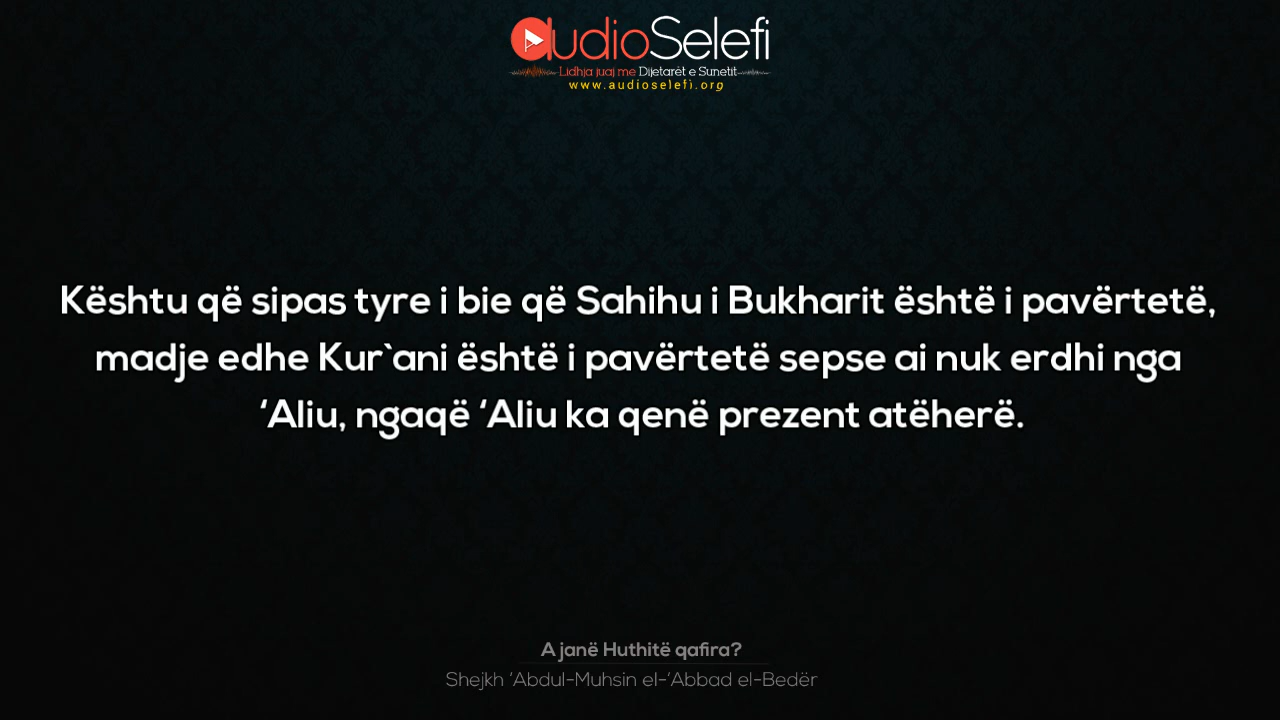 audioSelefi
Lidhja juaj me Dijetarët e Sunetit
www.audioselefi.org
Kështu që sipas tyre i bie që Sahihu i Bukharit është i pavërtetë,
madje edhe Kur`ani është i pavërtetë sepse ai nuk erdhi nga
‘Aliu, ngaqë ‘Aliu ka qenë prezent atëherë.
A janë Huthitë qafira?
Shejkh ‘Abdul-Muhsin el-‘Abbad el-Bedër